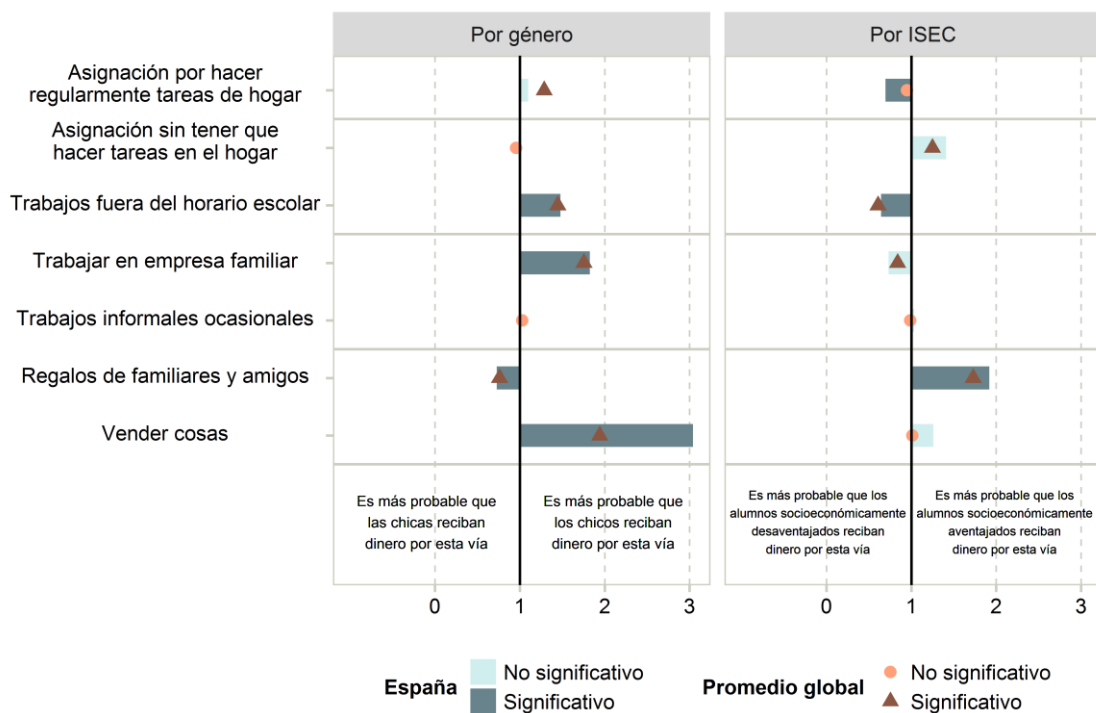 Por género
Por ISEC
Asignación por hacer
regularmente tareas de hogar
Asignación sin tener que
hacer tareas en el hogar
Trabajos fuera del horario escolar
Trabajar en empresa familiar
Trabajos informales ocasionales
Regalos de familiares y amigos
Vender cosas
Es más probable que
las chicas reciban
dinero por esta vía
Es más probable que
los chicos reciban
dinero por esta vía
Es más probable que los
alumnos socioeconómicamente
desaventajados reciban
dinero por esta vía
Es más probable que los
alumnos socioeconómicamente
aventajados reciban
dinero por esta vía
0 1 2 3
0 1 2 3
España
No significativo
Significativo
Promedio global
No significativo
Significativo